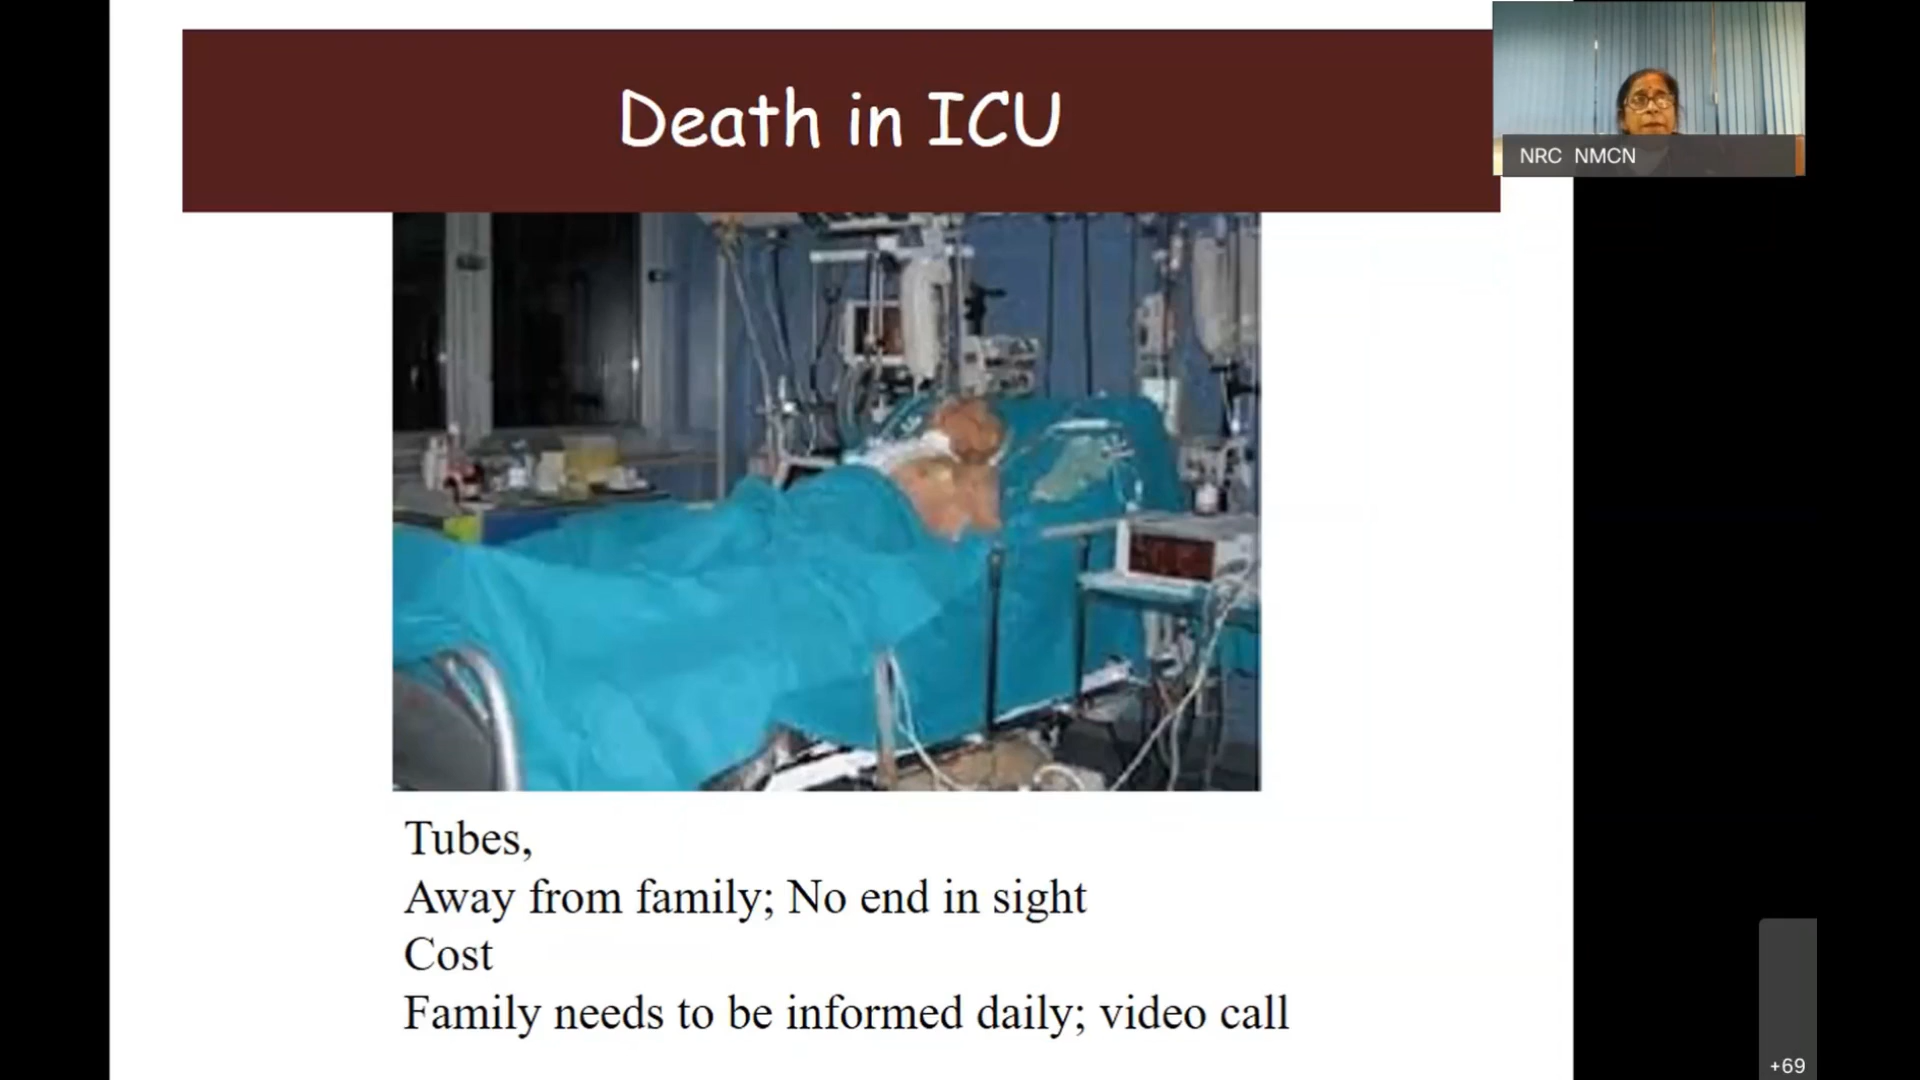 Death in ICU
NRC NMCN
Tubes,
Away from family; No end in sight
Cost
Family needs to be informed daily; video call
+69